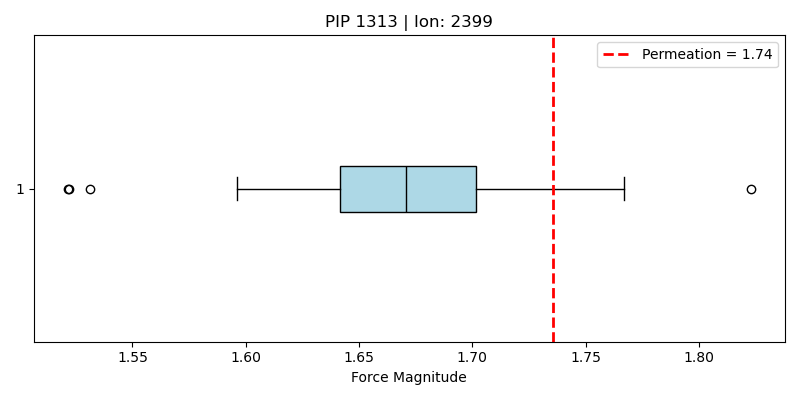 PIP 1313 | Ion: 2399
Permeation = 1.74
1
1.55 1.60 1.65 1.70 1.75 1.80
Force Magnitude